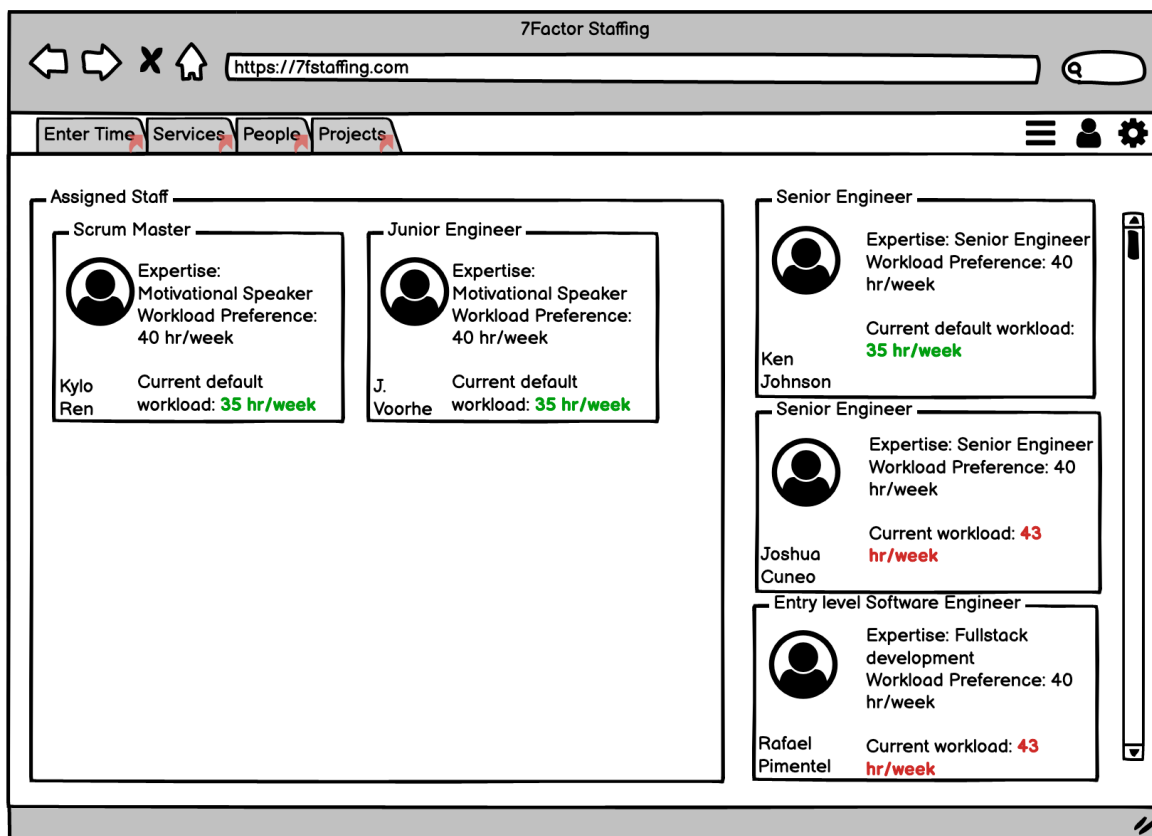 7Factor Staffing
https://7fstaffing.com
Enter Time Services People Projects
Assigned Staff
Scrum Master
Expertise:
Motivational Speaker
Workload Preference:
40 hr/week
Kylo
Ren
Current default
workload: 35 hr/week
Junior Engineer
Expertise:
Motivational Speaker
Workload Preference:
40 hr/week
J.
Voorhe
Current default
workload: 35 hr/week
Senior Engineer
Expertise: Senior Engineer
Workload Preference: 40
hr/week
Current default workload:
35 hr/week
Ken
Johnson
Senior Engineer
Expertise: Senior Engineer
Workload Preference: 40
hr/week
Current workload: 43
hr/week
Joshua
Cuneo
Entry level Software Engineer
Expertise: Fullstack
development
Workload Preference: 40
hr/week
Rafael
Pimentel
Current workload: 43
hr/week